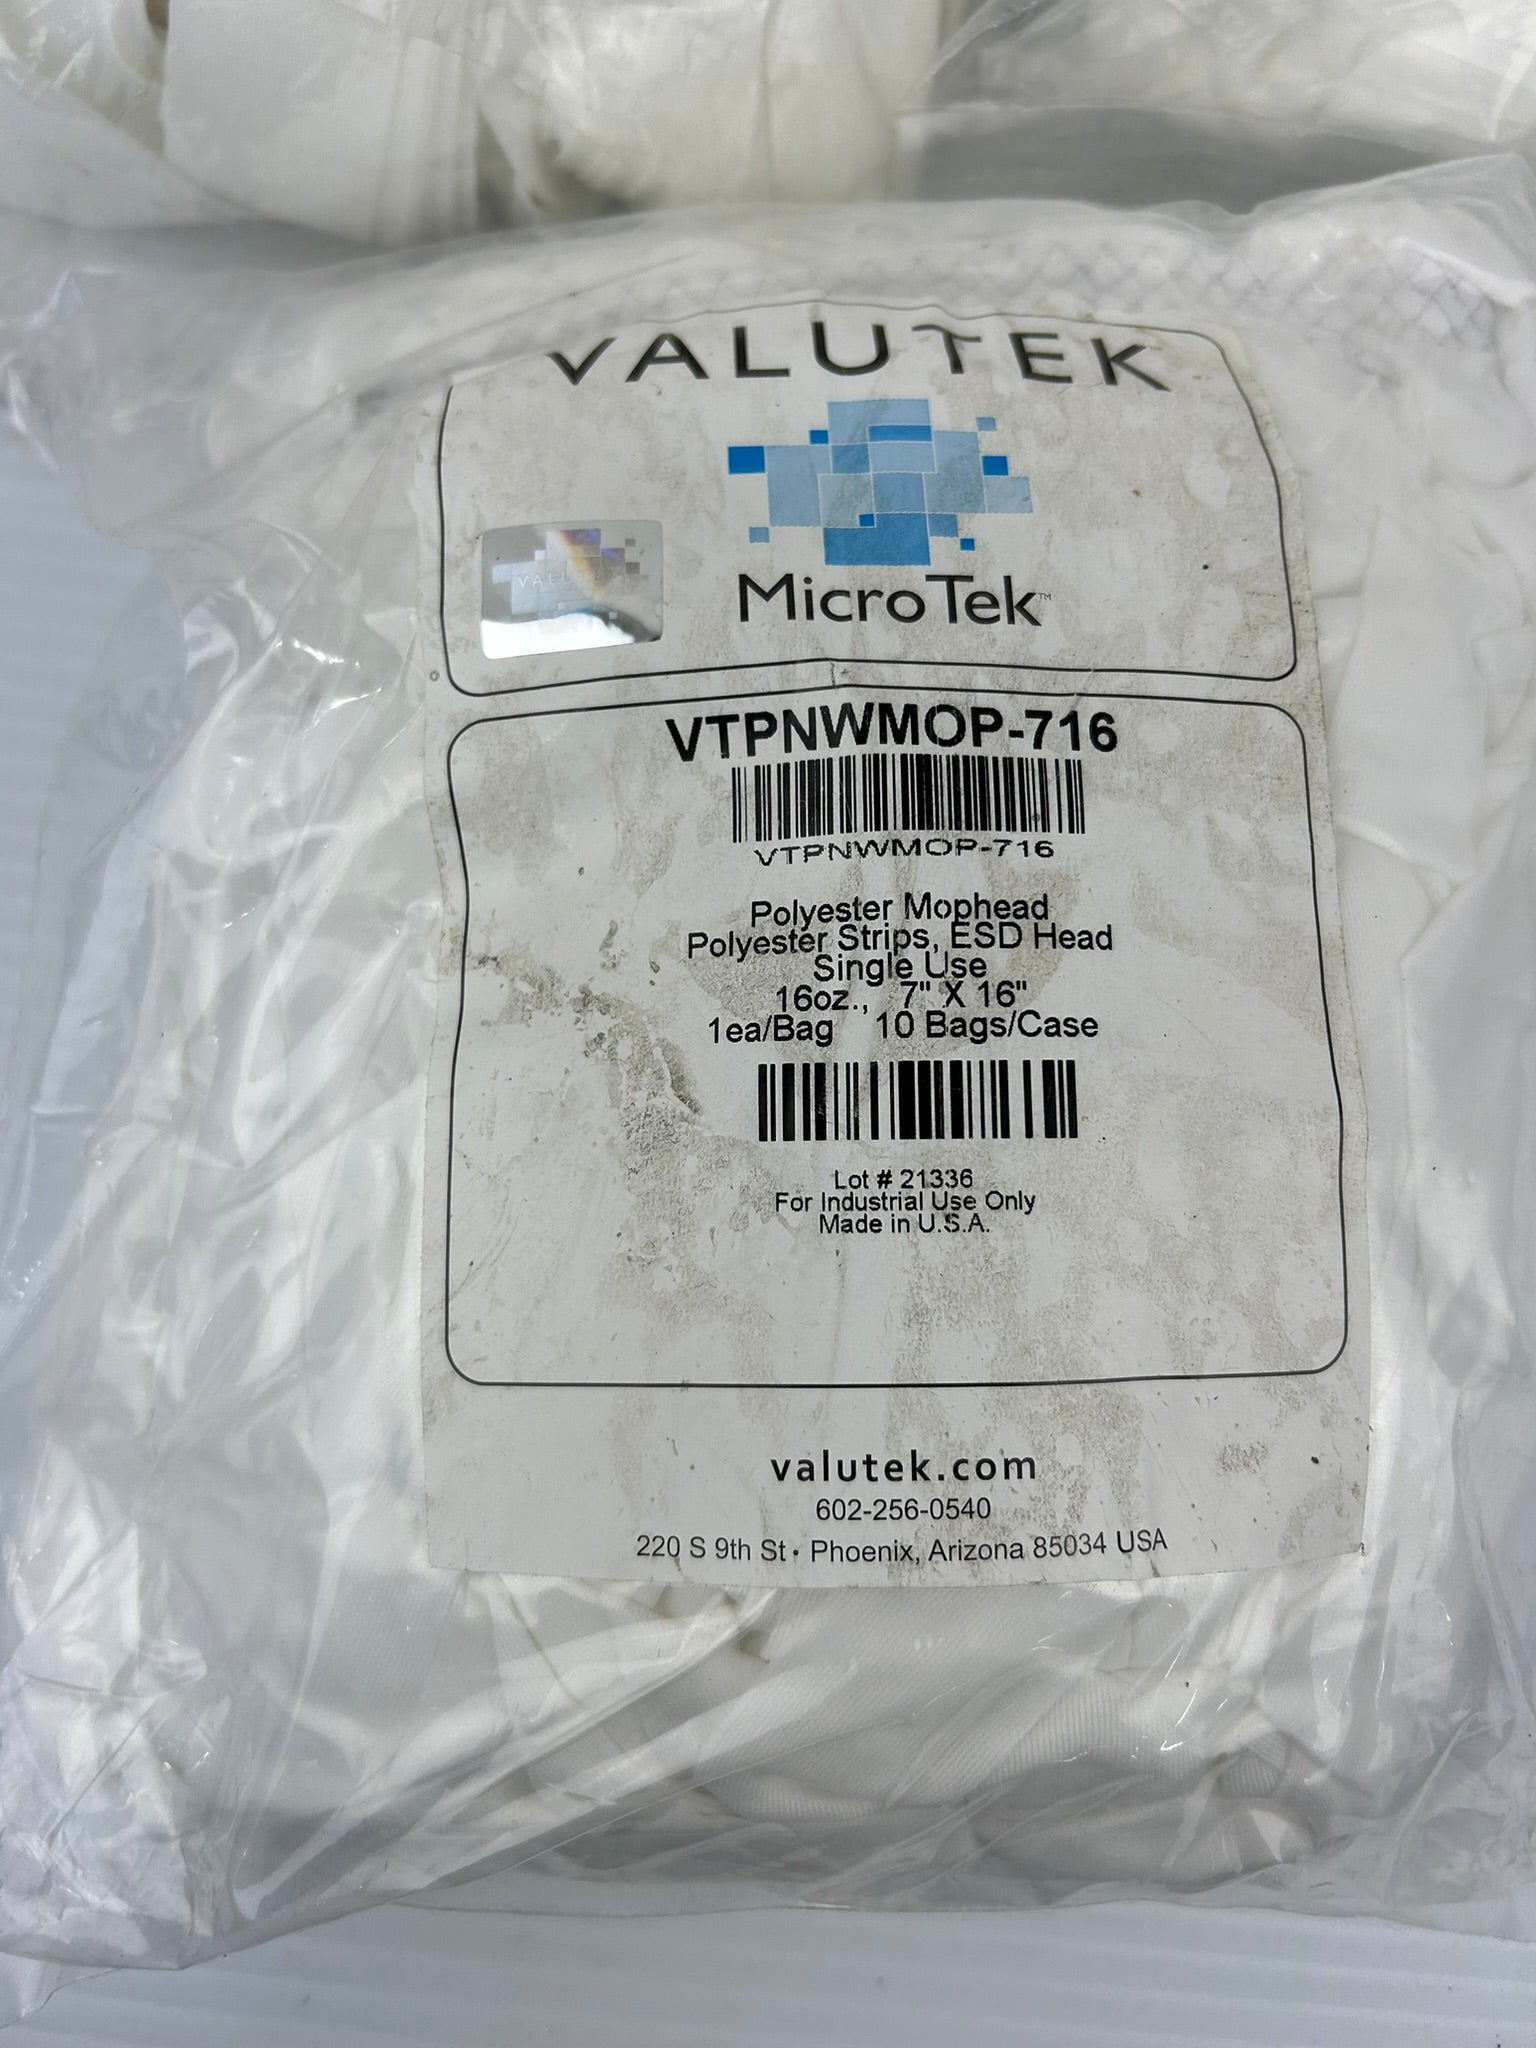 VALUTEK
VALUTEK
MicroTek™
VTPNWMOP-716
VTPNWMOP-716
Polyester Mophead
Polyester Strips, ESD Head
Single Use
16oz., 7" X 16"
1ea/Bag 10 Bags/Case
Lot # 21336
For Industrial Use Only
Made in U.S.A.
valutek.com
602-256-0540
220 S 9th St • Phoenix, Arizona 85034 USA